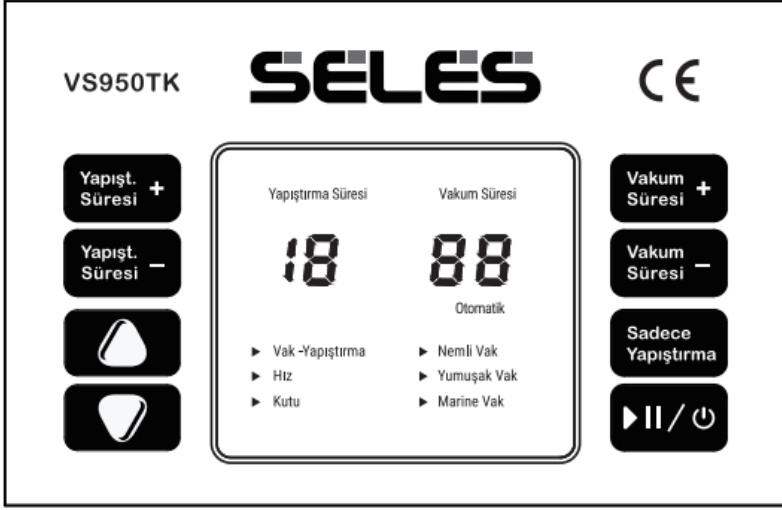 VS950TK
SELES
CE
Yapışt. +
Süresi
Yapışt. −
Süresi
Yapıştırma Süresi
Vakum Süresi
18
88
Otomatik
▶ Vak -Yapıştırma
▶ Hız
▶ Kutu
▶ Nemli Vak
▶ Yumuşak Vak
▶ Marine Vak
Vakum +
Süresi
Vakum −
Süresi
Sadece
Yapıştırma